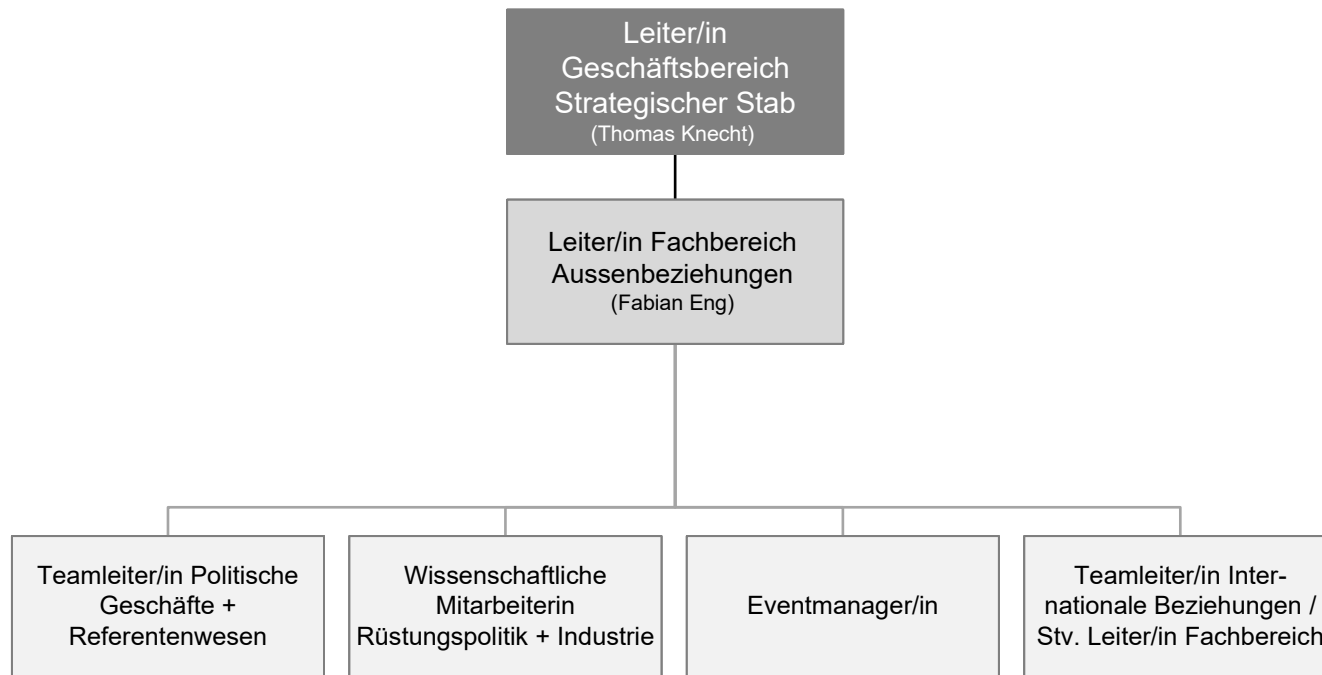 Leiter/in
Geschäftsbereich
Strategischer Stab
(Thomas Knecht)
Leiter/in Fachbereich
Aussenbeziehungen
(Fabian Eng)
Teamleiter/in Politische
Geschäfte +
Referentenwesen
Wissenschaftliche
Mitarbeiterin
Rüstungspolitik + Industrie
Eventmanager/in
Teamleiter/in Inter-
nationale Beziehungen /
Stv. Leiter/in Fachbereich